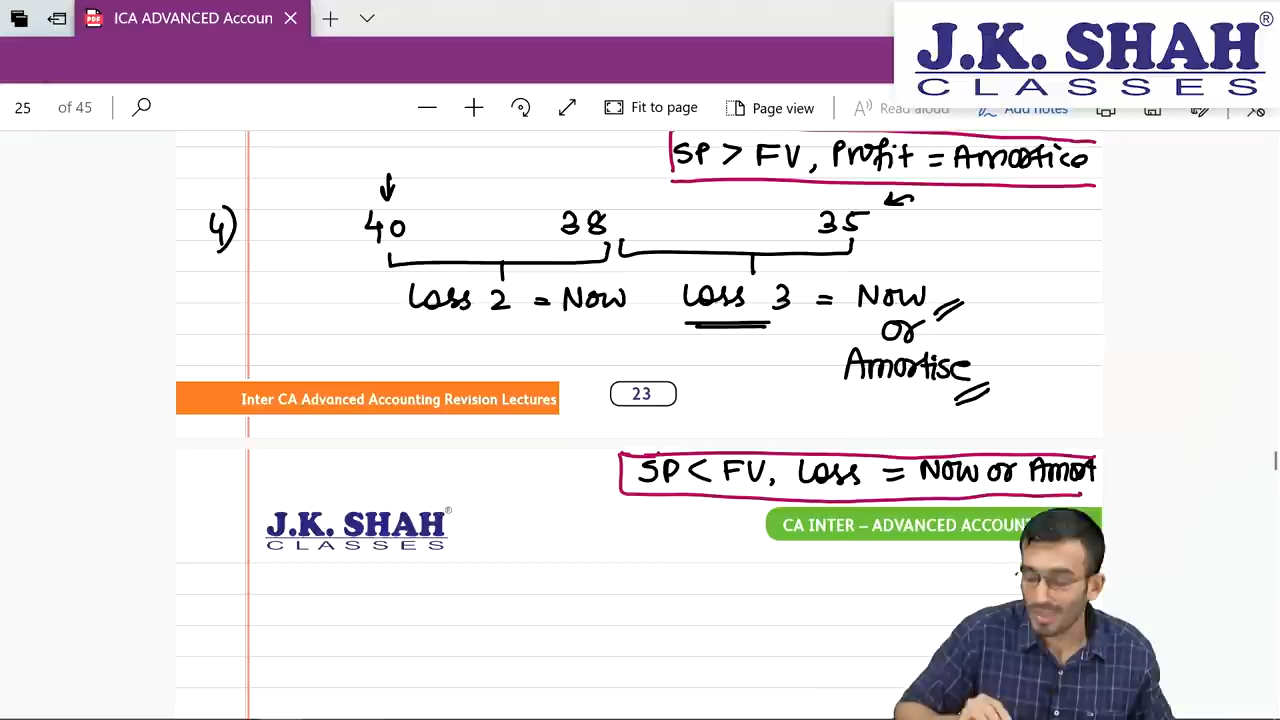 ICA ADVANCED Accoun
J.K. SHAH®
CLASSES
25 of 45
Fit to page
Page view
Read aloud
Add notes
SP > FV, Profit = Amortice
4) 40 38 35
Loss 2 = Now Loss 3 = Now
or
Amortise
Inter CA Advanced Accounting Revision Lectures
23
SP < FV, Loss = Now or Amort
J.K. SHAH®
CLASSES
CA INTER – ADVANCED ACCOUN